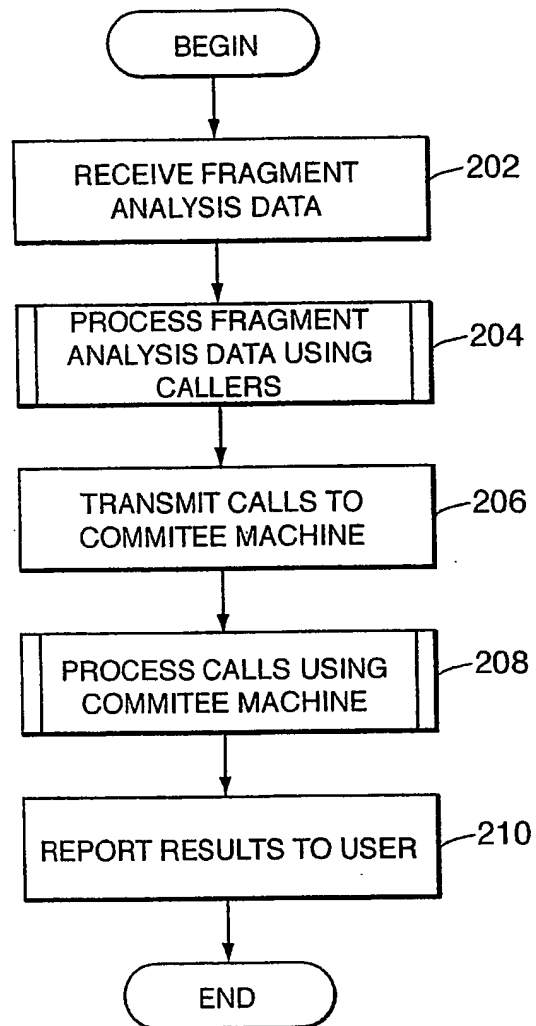 BEGIN
RECEIVE FRAGMENT
ANALYSIS DATA
202
PROCESS FRAGMENT
ANALYSIS DATA USING
CALLERS
204
TRANSMIT CALLS TO
COMMITEE MACHINE
206
PROCESS CALLS USING
COMMITEE MACHINE
208
REPORT RESULTS TO USER
210
END